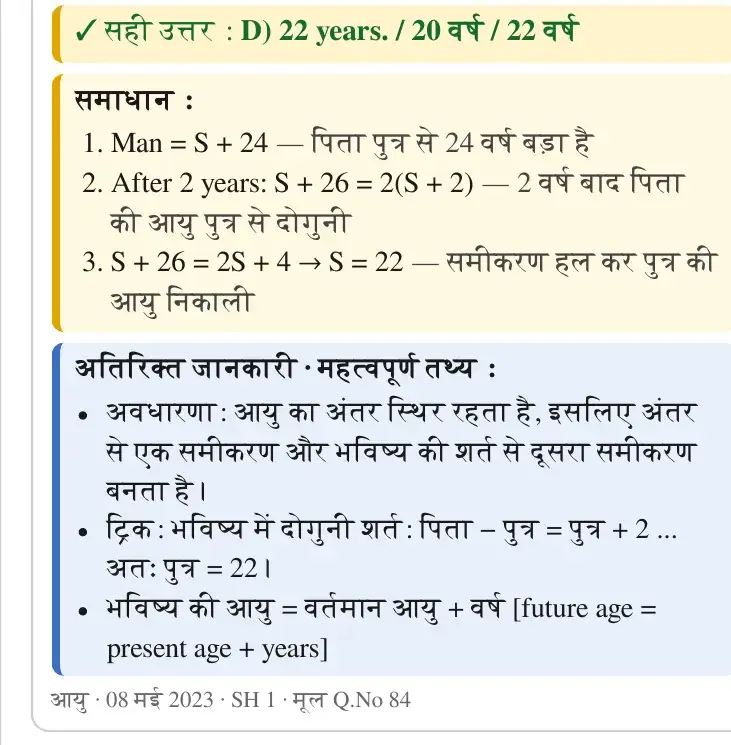 ✓ सही उत्तर : D) 22 years. / 20 वर्ष / 22 वर्ष
समाधान :
1. Man = S + 24 — पिता पुत्र से 24 वर्ष बड़ा है
2. After 2 years: S + 26 = 2(S + 2) — 2 वर्ष बाद पिता
की आयु पुत्र से दोगुनी
3. S + 26 = 2S + 4 → S = 22 — समीकरण हल कर पुत्र की
आयु निकाली
अतिरिक्त जानकारी · महत्वपूर्ण तथ्य :
• अवधारणा : आयु का अंतर स्थिर रहता है, इसलिए अंतर
से एक समीकरण और भविष्य की शर्त से दूसरा समीकरण
बनता है।
• ट्रिक : भविष्य में दोगुनी शर्त : पिता − पुत्र = पुत्र + 2 ...
अतः पुत्र = 22।
• भविष्य की आयु = वर्तमान आयु + वर्ष [future age =
present age + years]
आयु · 08 मई 2023 · SH 1 · मूल Q.No 84